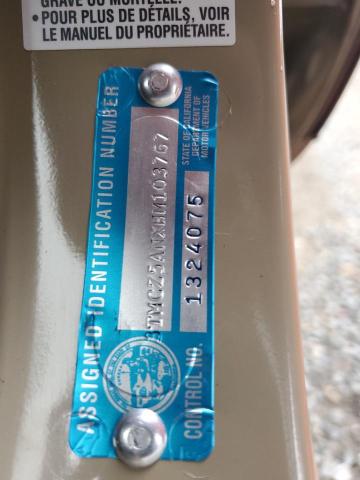 GRAVE OU MORTELLE.
• POUR PLUS DE DÉTAILS, VOIR
LE MANUEL DU PROPRIÉTAIRE.
ASSIGNED IDENTIFICATION NUMBER
STATE OF CALIFORNIA
DEPARTMENT OF
MOTOR VEHICLES
CONTROL NO.
1324075